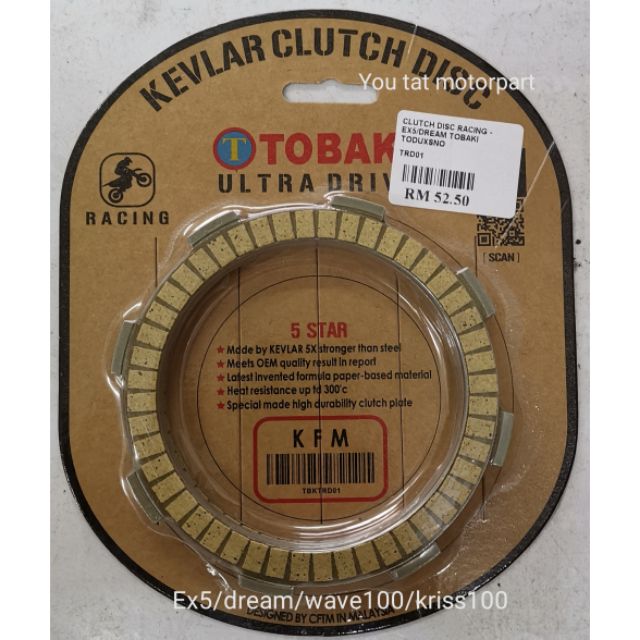 KEVLAR CLUTCH DISC
You tat motorpart
CLUTCH DISC RACING -
EX5/DREAM TOBAKI
TODUX8NO
TRD01
RM 52.50
T TOBAK
ULTRA DRIV
RACING
[SCAN]
5 STAR
★ Made by KEVLAR 5X stronger than steel
★ Meets OEM quality result in report
★ Latest invented formula paper-based material
★ Heat resistance up to 300'c
★ Special made high durability clutch plate
KFM
TBKTRD01
Ex5/dream/wave100/kriss100
DESIGNED BY CFTM IN MALAYSIA